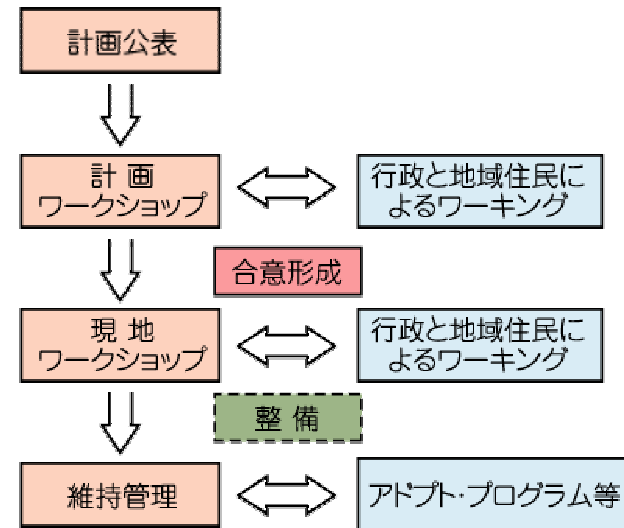 計画公表
計画
ワークショップ
行政と地域住民に
よるワーキング
合意形成
現地
ワークショップ
行政と地域住民に
よるワーキング
整備
維持管理
アドプト・プログラム等